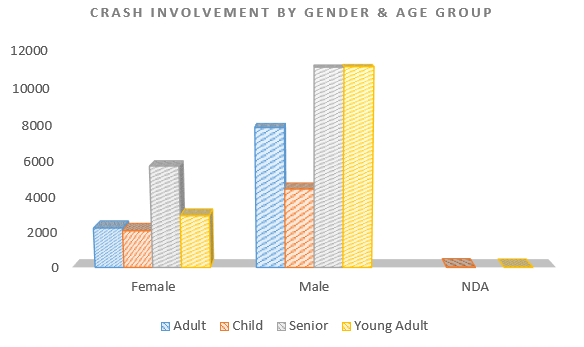 CRASH INVOLVEMENT BY GENDER & AGE GROUP
12000
10000
8000
6000
4000
2000
0
Female Male NDA
Adult Child Senior Young Adult